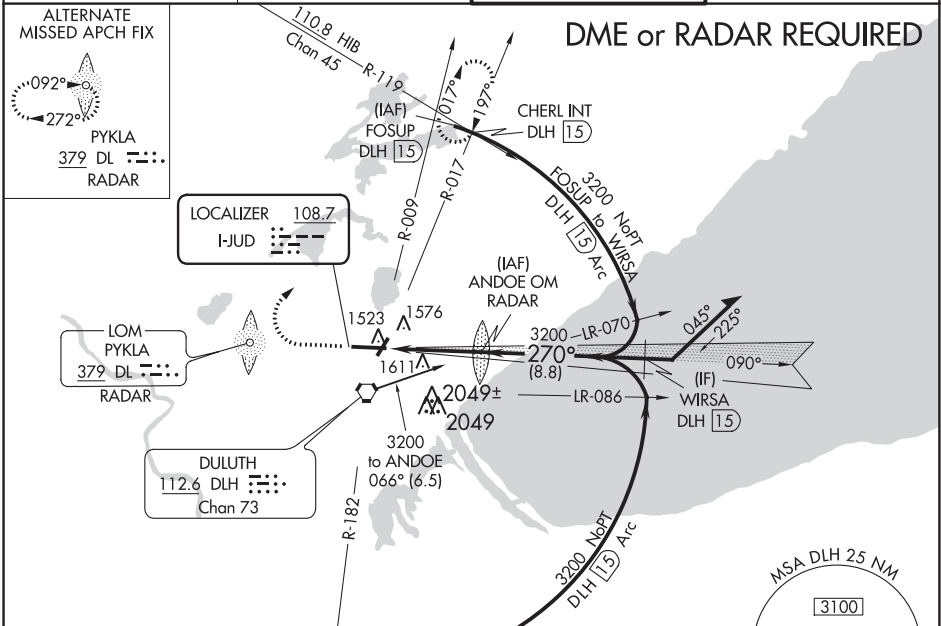 ALTERNATE
MISSED APCH FIX
092°
272°
PYKLA
379 DL
RADAR
DME or RADAR REQUIRED
110.8 HIB
Chan 45
R-119
017°
197°
(IAF)
FOSUP
DLH 15
CHERL INT
DLH 15
R-009
R-017
3200 NoPT
FOSUP to WIRSA
DLH 15 Arc
LOCALIZER 108.7
I-JUD
(IAF)
ANDOE OM
RADAR
1523
1576
3200
LR-070
045°
225°
LOM
PYKLA
379 DL
RADAR
1611
270°
(8.8)
090°
(IF)
WIRSA
DLH 15
2049±
2049
LR-086
3200
to ANDOE
066° (6.5)
DULUTH
112.6 DLH
Chan 73
R-182
3200 NoPT
DLH 15 Arc
MSA DLH 25 NM
3100